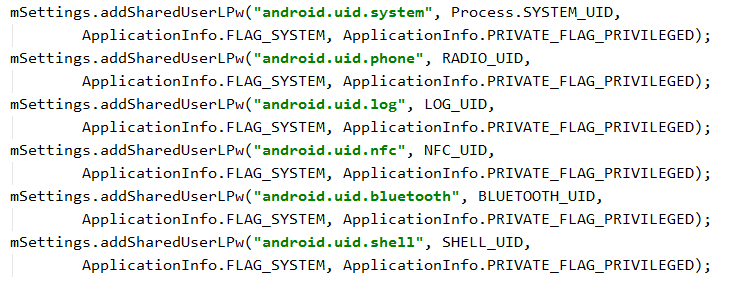 mSettings.addSharedUserLPw("android.uid.system", Process.SYSTEM_UID,
ApplicationInfo.FLAG_SYSTEM, ApplicationInfo.PRIVATE_FLAG_PRIVILEGED);
mSettings.addSharedUserLPw("android.uid.phone", RADIO_UID,
ApplicationInfo.FLAG_SYSTEM, ApplicationInfo.PRIVATE_FLAG_PRIVILEGED);
mSettings.addSharedUserLPw("android.uid.log", LOG_UID,
ApplicationInfo.FLAG_SYSTEM, ApplicationInfo.PRIVATE_FLAG_PRIVILEGED);
mSettings.addSharedUserLPw("android.uid.nfc", NFC_UID,
ApplicationInfo.FLAG_SYSTEM, ApplicationInfo.PRIVATE_FLAG_PRIVILEGED);
mSettings.addSharedUserLPw("android.uid.bluetooth", BLUETOOTH_UID,
ApplicationInfo.FLAG_SYSTEM, ApplicationInfo.PRIVATE_FLAG_PRIVILEGED);
mSettings.addSharedUserLPw("android.uid.shell", SHELL_UID,
ApplicationInfo.FLAG_SYSTEM, ApplicationInfo.PRIVATE_FLAG_PRIVILEGED);